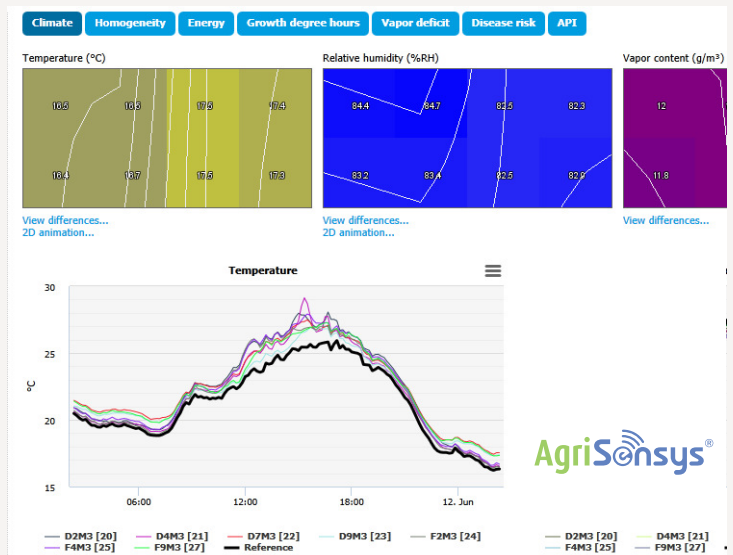 Climate Homogeneity Energy Growth degree hours Vapor deficit Disease risk API
Temperature (°C) Relative humidity (%RH) Vapor content (g/m³)
16.5 16.6 17.5 17.4 84.4 84.7 82.5 82.3 12
16.4 16.7 17.5 17.3 83.2 83.4 82.5 82.9 11.8
View differences... View differences... View differences...
2D animation... 2D animation...
Temperature
30
25
°C
20
15
06:00 12:00 18:00 12. Jun
AgriSensys®
D2M3 [20] D4M3 [21] D7M3 [22] D9M3 [23] F2M3 [24] D2M3 [20] D4M3 [21]
F4M3 [25] F9M3 [27] Reference F4M3 [25] F9M3 [27]